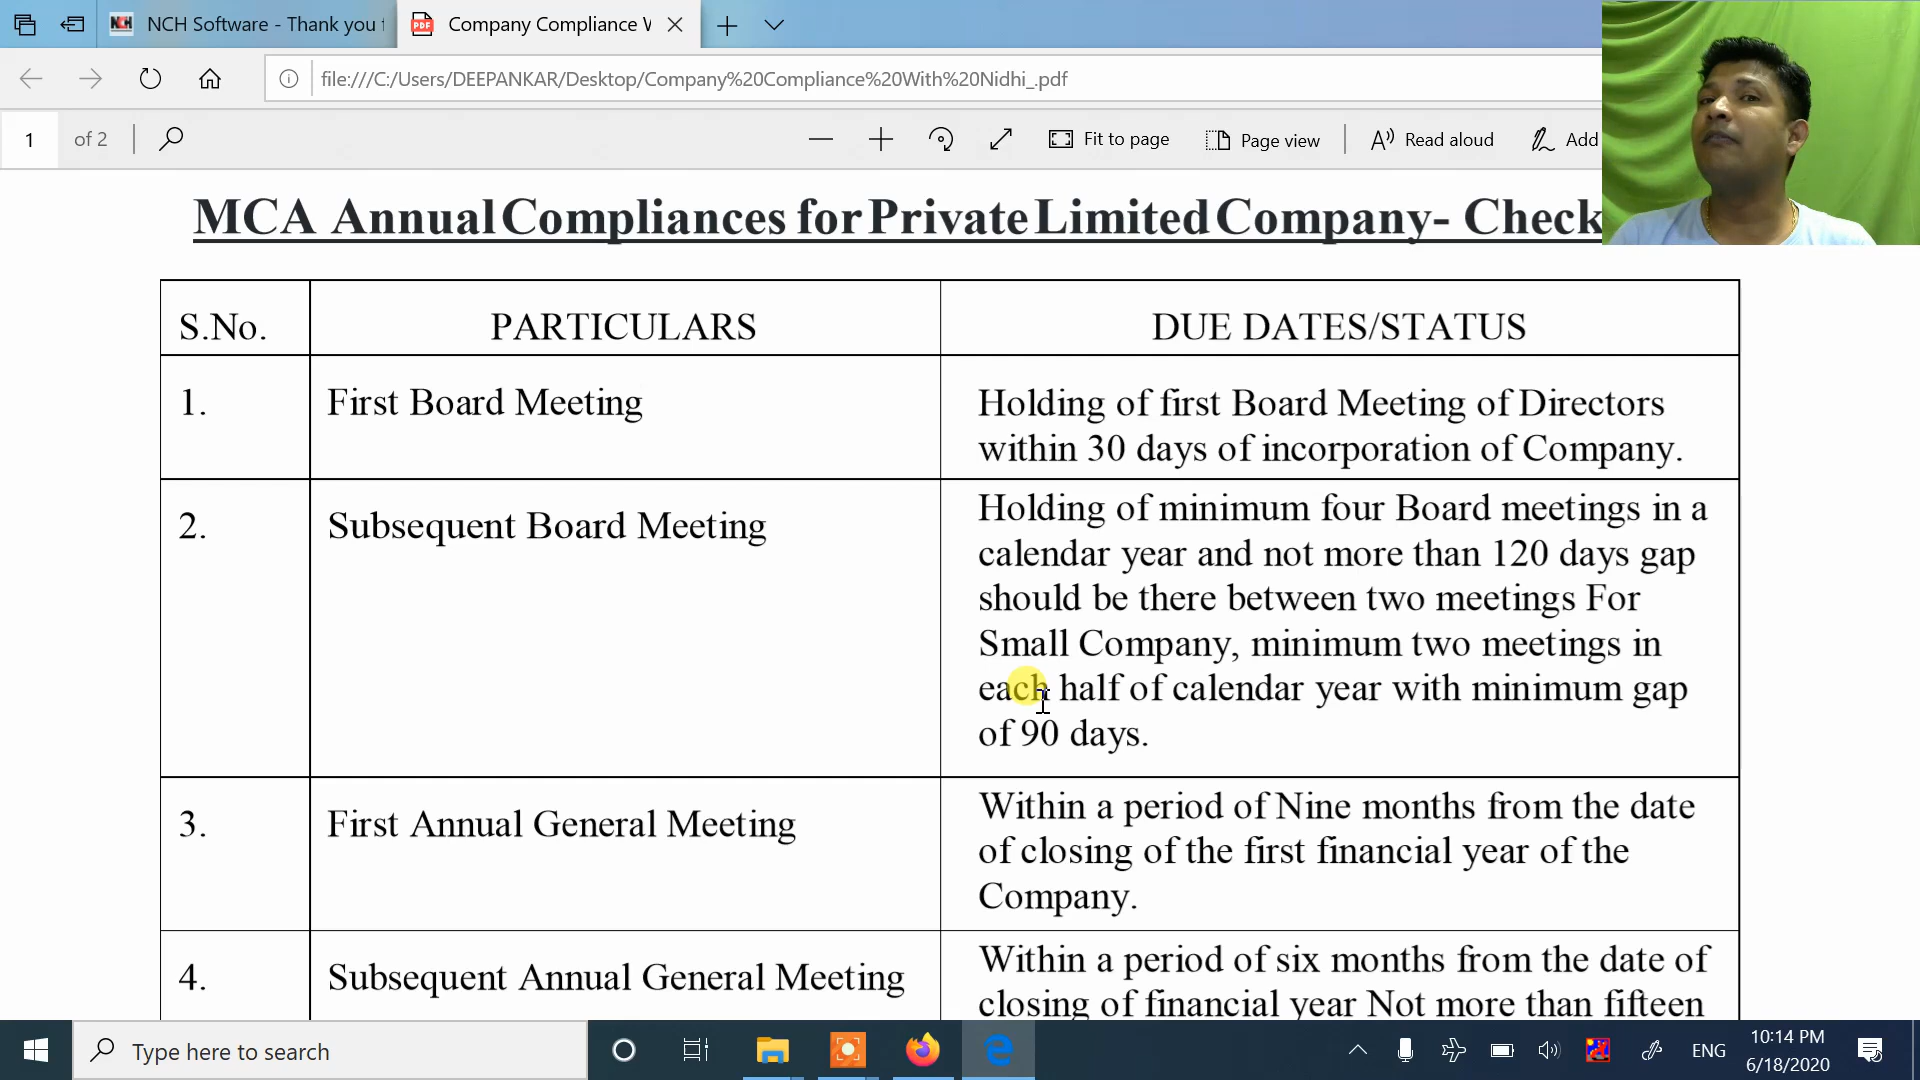 NCH Software - Thank you f
Company Compliance W
file:///C:/Users/DEEPANKAR/Desktop/Company%20Compliance%20With%20Nidhi_.pdf
1 of 2
Fit to page
Page view
Read aloud
Add
MCA Annual Compliances for Private Limited Company- Check
S.No. PARTICULARS DUE DATES/STATUS
1. First Board Meeting
Holding of first Board Meeting of Directors
within 30 days of incorporation of Company.
2. Subsequent Board Meeting
Holding of minimum four Board meetings in a
calendar year and not more than 120 days gap
should be there between two meetings For
Small Company, minimum two meetings in
each half of calendar year with minimum gap
of 90 days.
3. First Annual General Meeting
Within a period of Nine months from the date
of closing of the first financial year of the
Company.
4. Subsequent Annual General Meeting
Within a period of six months from the date of
closing of financial year Not more than fifteen
Type here to search
ENG
10:14 PM
6/18/2020